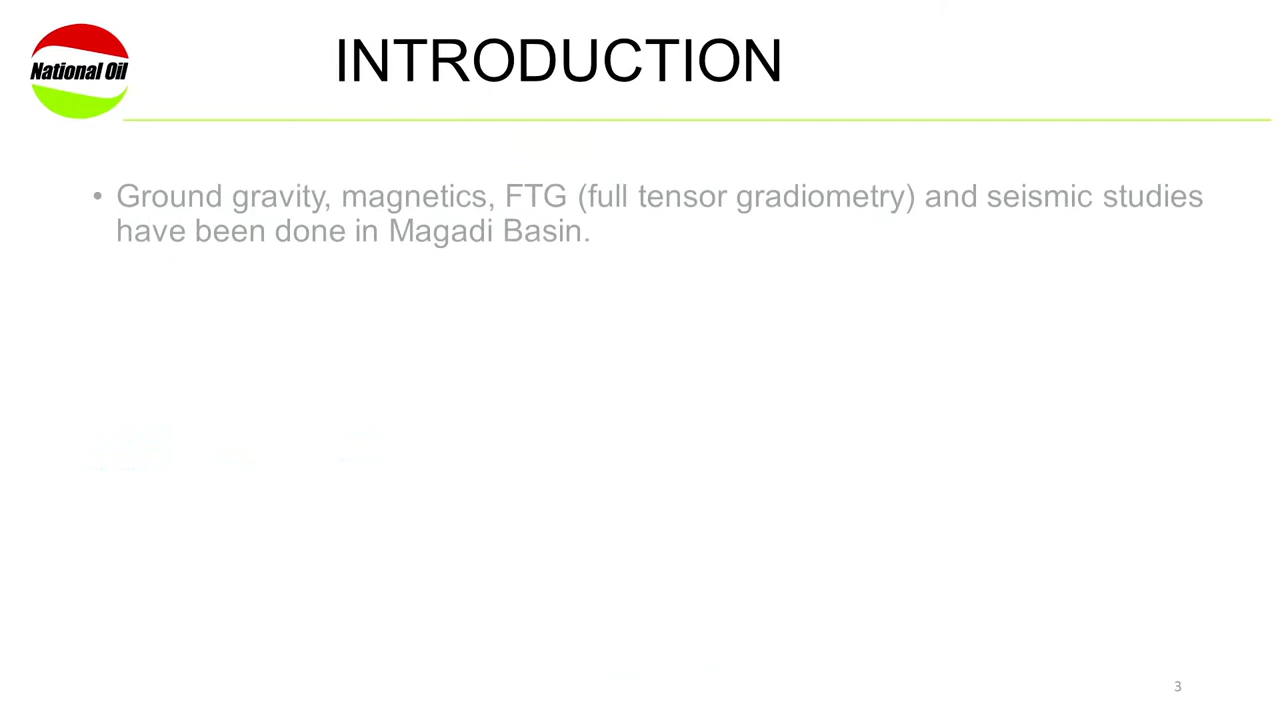 National Oil
INTRODUCTION
• Ground gravity, magnetics, FTG (full tensor gradiometry) and seismic studies
have been done in Magadi Basin.
3